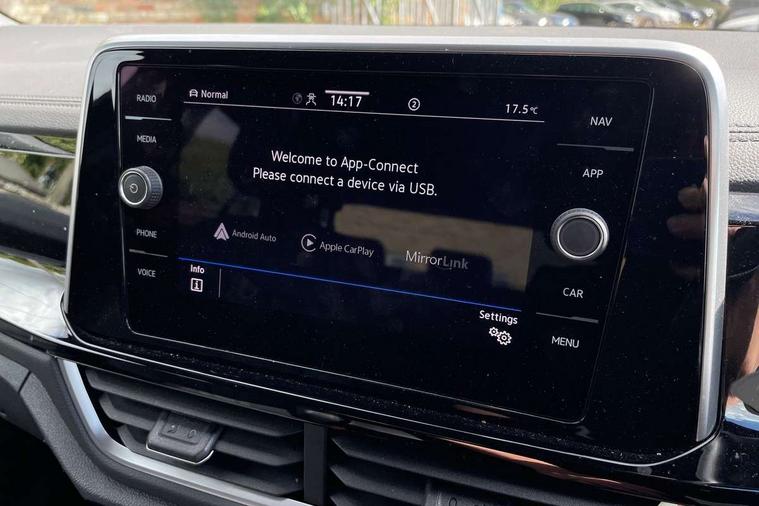 RADIO
MEDIA
PHONE
VOICE
Normal
14:17
2
17.5°C
Welcome to App-Connect
Please connect a device via USB.
Android Auto
Apple CarPlay
MirrorLink
Info
Settings
NAV
APP
CAR
MENU